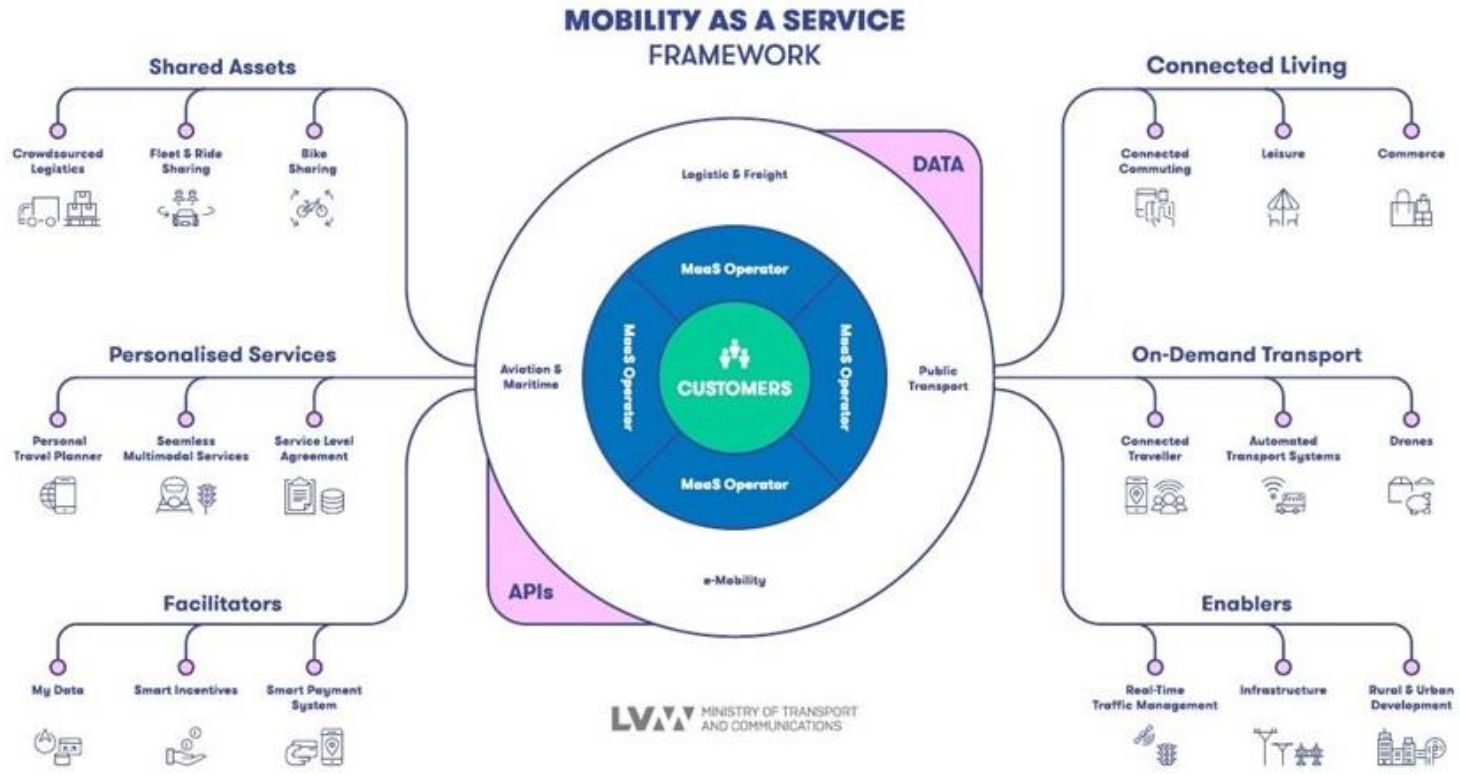 MOBILITY AS A SERVICE
FRAMEWORK
Shared Assets
Crowdsourced
Logistics
Fleet & Ride
Sharing
Bike
Sharing
Personalised Services
Personal
Travel Planner
Seamless
Multimodal Services
Service Level
Agreement
Facilitators
My Data
Smart Incentives
Smart Payment
System
DATA
Logistic & Freight
MaaS Operator
MaaS Operator
CUSTOMERS
MaaS Operator
MaaS Operator
Aviation &
Maritime
Public
Transport
e-Mobility
APIs
Connected Living
Connected
Commuting
Leisure
Commerce
On-Demand Transport
Connected
Traveller
Automated
Transport Systems
Drones
Enablers
Real-Time
Traffic Management
Infrastructure
Rural & Urban
Development
LVM MINISTRY OF TRANSPORT
AND COMMUNICATIONS